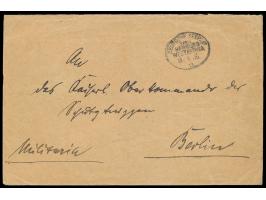 An
das Kaiserl. Oberkommando der
Schutztruppen
Militaria
Berlin